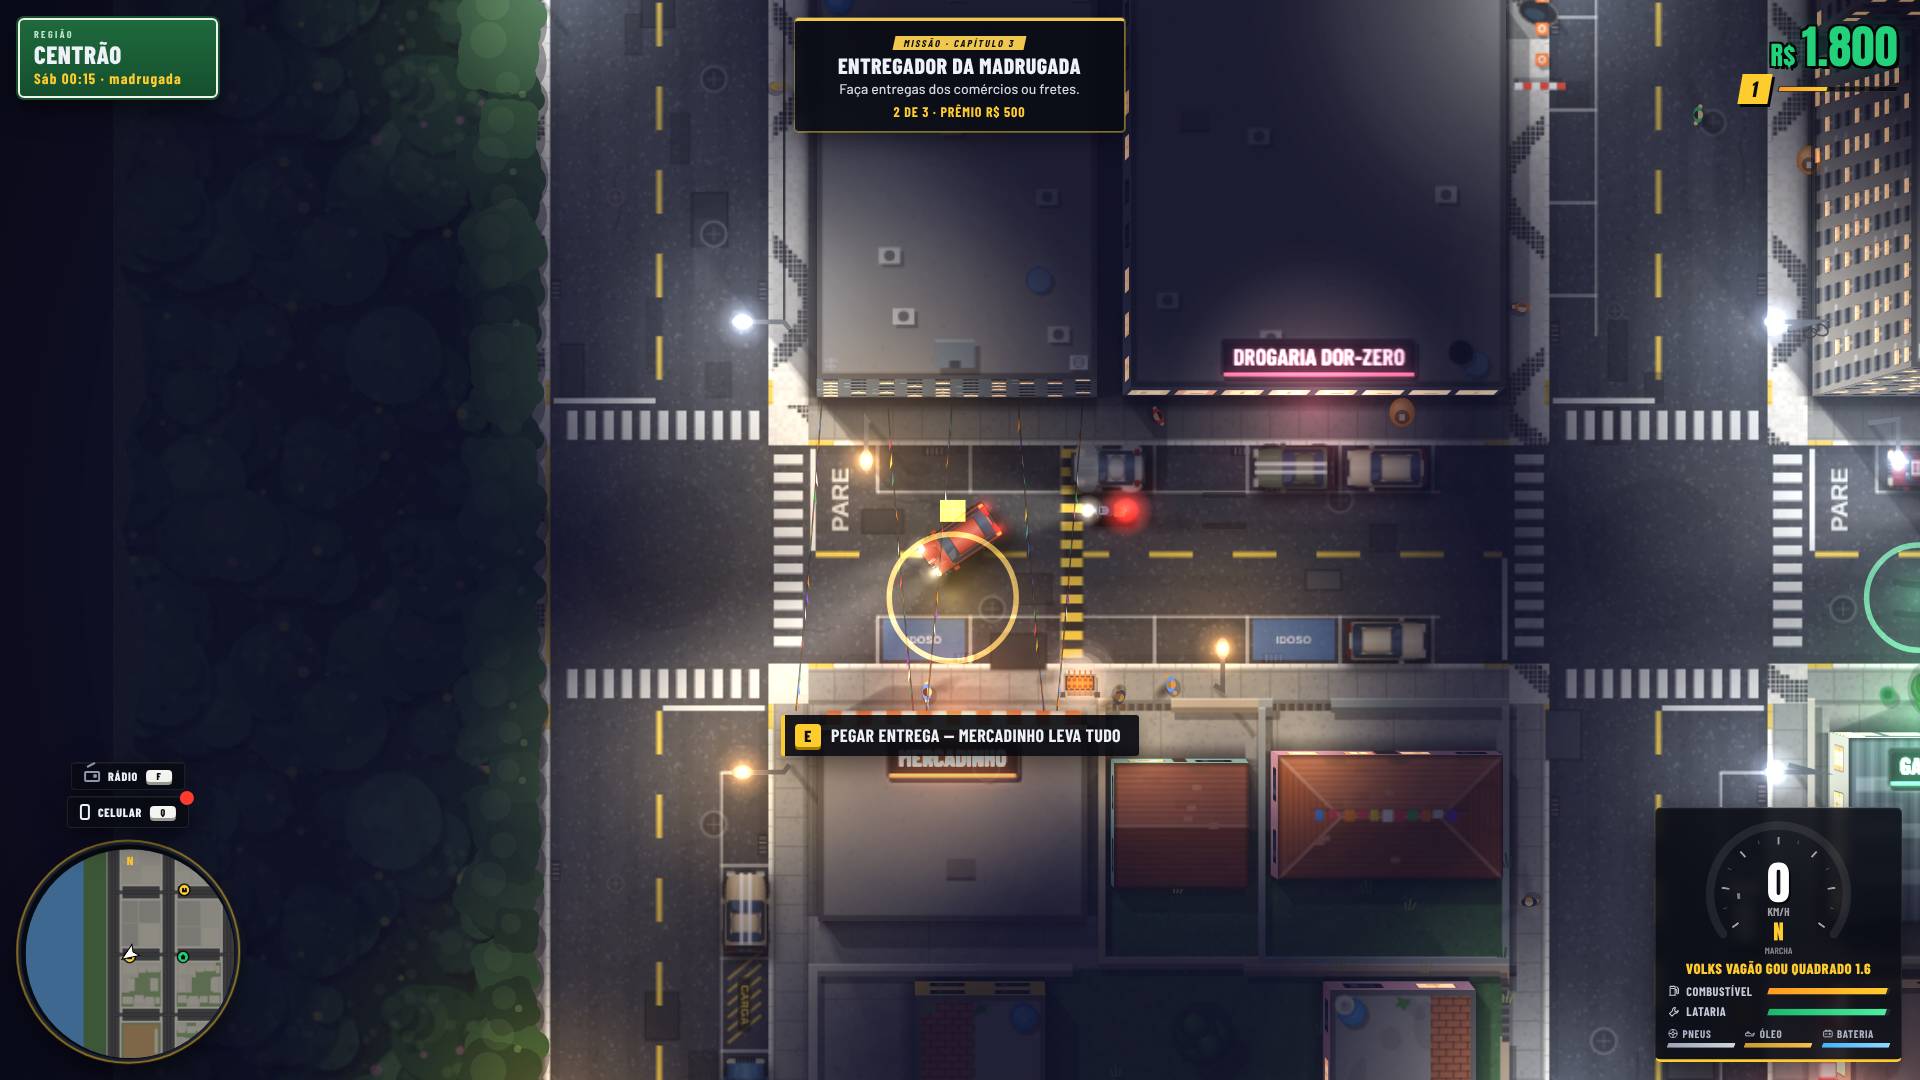 REGIÃO
CENTRÃO
Sáb 00:15 · madrugada
MISSÃO · CAPÍTULO 3
ENTREGADOR DA MADRUGADA
Faça entregas dos comércios ou fretes.
2 DE 3 · PRÊMIO R$ 500
R$ 1.800
1
DROGARIA DOR-ZERO
PARE
PARE
IDOSO
IDOSO
E PEGAR ENTREGA — MERCADINHO LEVA TUDO
MERCADINHO
GA
RÁDIO F
CELULAR Q
N
M
CARGA
0
KM/H
N
MARCHA
VOLKS VAGÃO GOU QUADRADO 1.6
COMBUSTÍVEL
LATARIA
PNEUS
ÓLEO
BATERIA